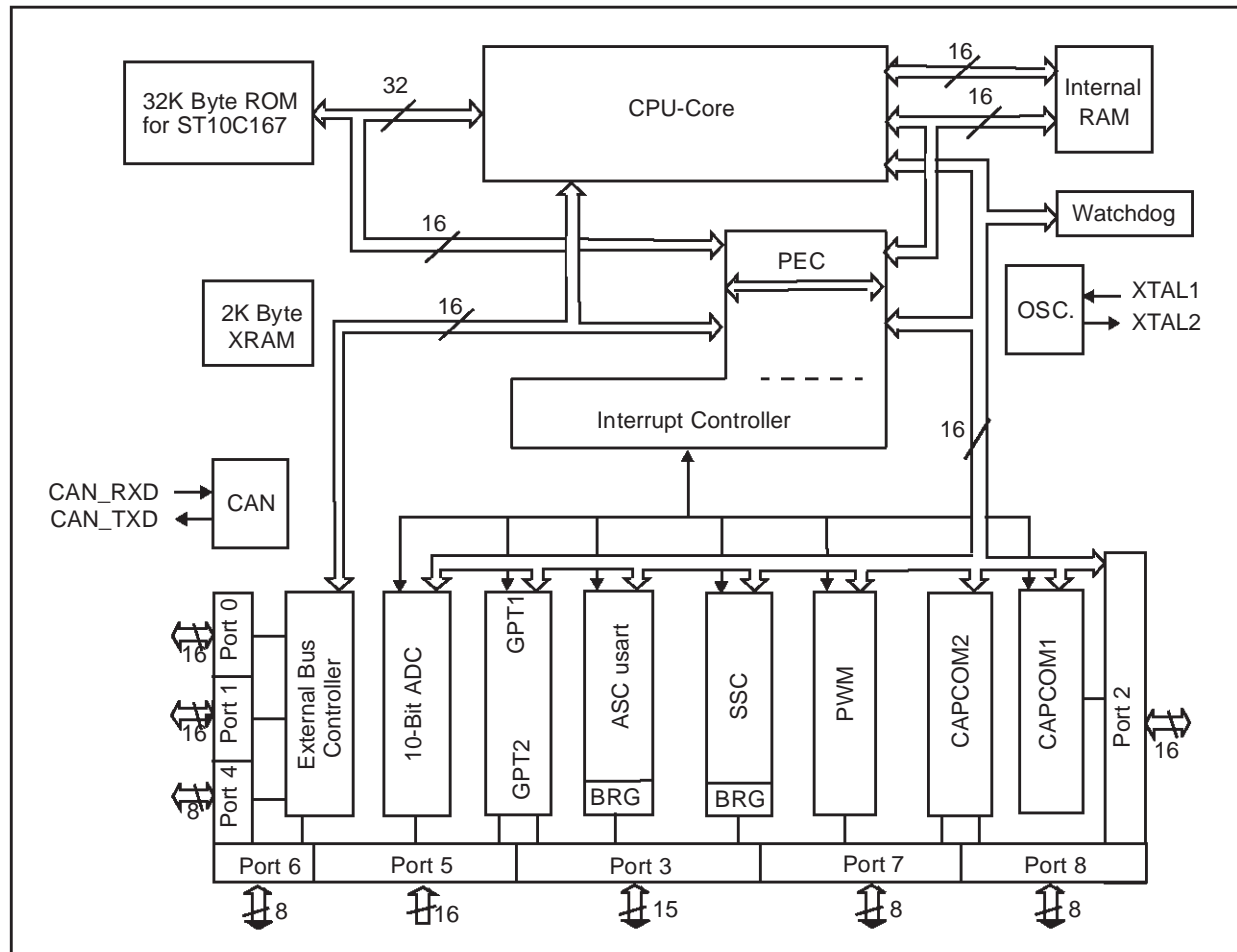 32K Byte ROM
for ST10C167
32
CPU-Core
16
16
Internal
RAM
Watchdog
16
PEC
2K Byte
XRAM
16
OSC.
XTAL1
XTAL2
Interrupt Controller
16
CAN_RXD
CAN_TXD
CAN
Port 0
16
Port 1
16
Port 4
8
External Bus
Controller
10-Bit ADC
GPT1
GPT2
ASC usart
BRG
SSC
BRG
PWM
CAPCOM2
CAPCOM1
Port 2
16
Port 6
Port 5
Port 3
Port 7
Port 8
8
16
15
8
8